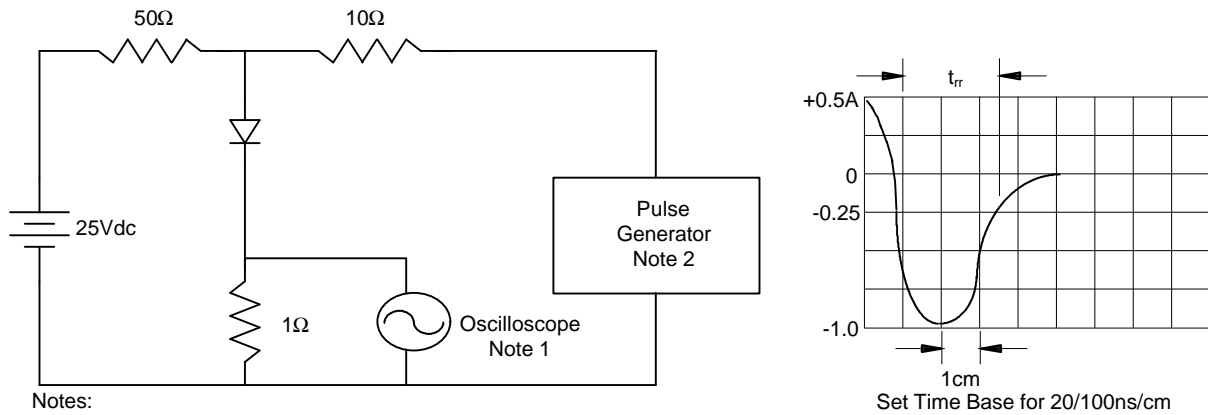 50Ω
10Ω
25Vdc
1Ω
Oscilloscope
Note 1
Pulse
Generator
Note 2
Notes:
trr
+0.5A
0
-0.25
-1.0
1cm
Set Time Base for 20/100ns/cm